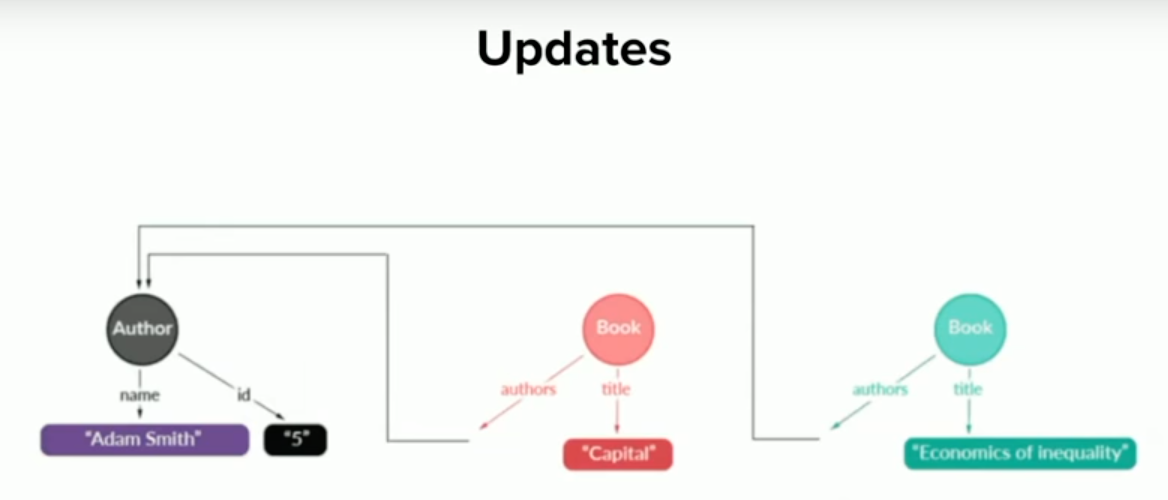 Updates
Author
Book
Book
name
id
authors
title
authors
title
"Adam Smith"
"5"
"Capital"
"Economics of inequality"